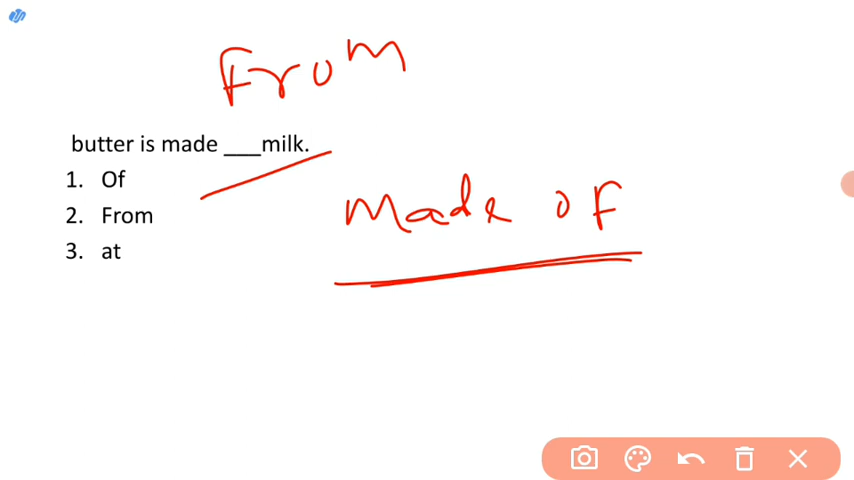 From
butter is made ___milk.
1. Of
2. From
3. at
Made of